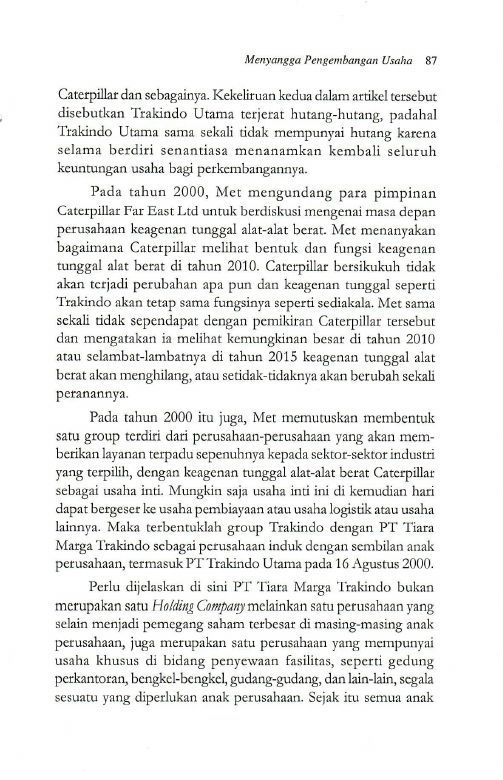 Menyangga Pengembangan Usaha 87
Caterpillar dan sebagainya. Kekeliruan kedua dalam artikel tersebut
disebutkan Trakindo Utama terjerat hutang-hutang, padahal
Trakindo Utama sama sekali tidak mempunyai hutang karena
selama berdiri senantiasa menanamkan kembali seluruh
keuntungan usaha bagi perkembangannya.
Pada tahun 2000, Met mengundang para pimpinan
Caterpillar Far East Ltd untuk berdiskusi mengenai masa depan
perusahaan keagenan tunggal alat-alat berat. Met menanyakan
bagaimana Caterpillar melihat bentuk dan fungsi keagenan
tunggal alat berat di tahun 2010. Caterpillar bersikukuh tidak
akan terjadi perubahan apa pun dan keagenan tunggal seperti
Trakindo akan tetap sama fungsinya seperti sediakala. Met sama
sekali tidak sependapat dengan pemikiran Caterpillar tersebut
dan mengatakan ia melihat kemungkinan besar di tahun 2010
atau selambat-lambatnya di tahun 2015 keagenan tunggal alat
berat akan menghilang, atau setidak-tidaknya akan berubah sekali
peranannya.
Pada tahun 2000 itu juga, Met memutuskan membentuk
satu group terdiri dari perusahaan-perusahaan yang akan mem-
berikan layanan terpadu sepenuhnya kepada sektor-sektor industri
yang terpilih, dengan keagenan tunggal alat-alat berat Caterpillar
sebagai usaha inti. Mungkin saja usaha inti ini di kemudian hari
dapat bergeser ke usaha pembiayaan atau usaha logistik atau usaha
lainnya. Maka terbentuklah group Trakindo dengan PT Tiara
Marga Trakindo sebagai perusahaan induk dengan sembilan anak
perusahaan, termasuk PT Trakindo Utama pada 16 Agustus 2000.
Perlu dijelaskan di sini PT Tiara Marga Trakindo bukan
merupakan satu Holding Company melainkan satu perusahaan yang
selain menjadi pemegang saham terbesar di masing-masing anak
perusahaan, juga merupakan satu perusahaan yang mempunyai
usaha khusus di bidang penyewaan fasilitas, seperti gedung
perkantoran, bengkel-bengkel, gudang-gudang, dan lain-lain, segala
sesuatu yang diperlukan anak perusahaan. Sejak itu semua anak